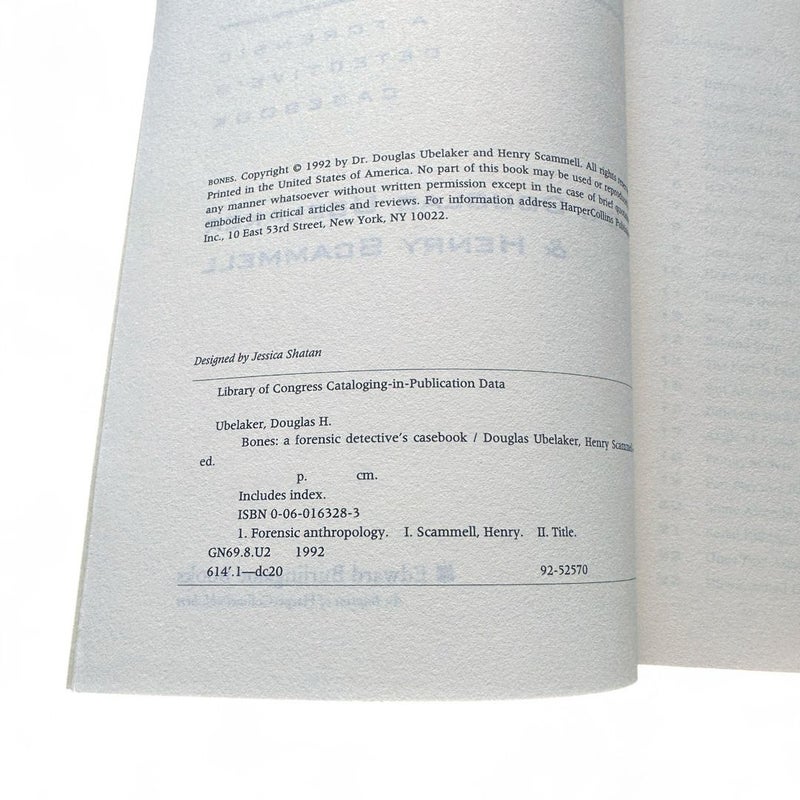 BONES. Copyright © 1992 by Dr. Douglas Ubelaker and Henry Scammell. All rights
Printed in the United States of America. No part of this book may be used or
any manner whatsoever without written permission except in the case of brief
embodied in critical articles and reviews. For information address HarperCollins
Inc., 10 East 53rd Street, New York, NY 10022.
Designed by Jessica Shatan
Library of Congress Cataloging-in-Publication Data
Ubelaker, Douglas H.
Bones: a forensic detective's casebook / Douglas Ubelaker, Henry
ed.
p. cm.
Includes index.
ISBN 0-06-016328-3
1. Forensic anthropology. I. Scammell, Henry. II. Title.
GN69.8.U2 1992
614'.1—dc20 92-52570